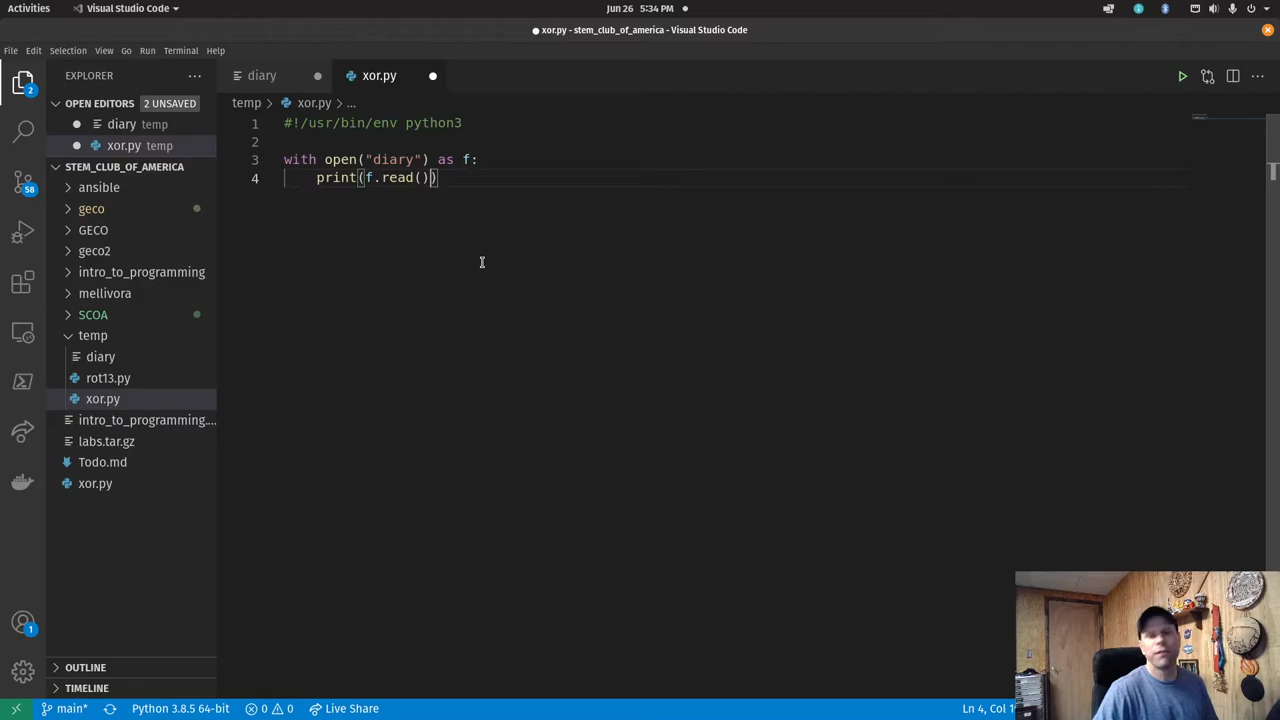 Activities
Visual Studio Code
Jun 26 5:34 PM
xor.py - stem_club_of_america - Visual Studio Code
File Edit Selection View Go Run Terminal Help
EXPLORER
OPEN EDITORS 2 UNSAVED
diary temp
xor.py temp
STEM_CLUB_OF_AMERICA
ansible
geco
GECO
geco2
intro_to_programming
mellivora
SCOA
temp
diary
rot13.py
xor.py
intro_to_programming....
labs.tar.gz
Todo.md
xor.py
OUTLINE
TIMELINE
2
58
1
diary
xor.py
temp > xor.py > ...
1 #!/usr/bin/env python3
2
3 with open("diary") as f:
4 print(f.read())
main* Python 3.8.5 64-bit 0 0 Live Share
Ln 4, Col